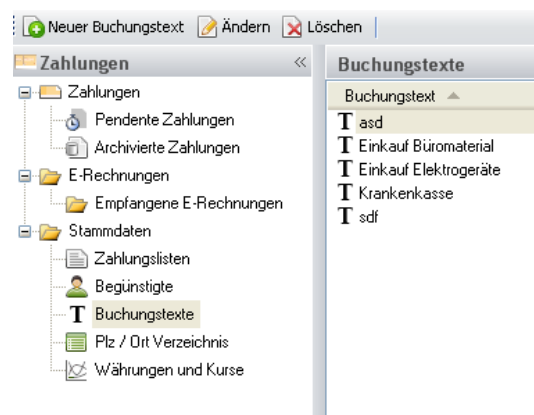 Neuer Buchungstext Ändern Löschen
Zahlungen «
Zahlungen
Pendente Zahlungen
Archivierte Zahlungen
E-Rechnungen
Empfangene E-Rechnungen
Stammdaten
Zahlungslisten
Begünstigte
T Buchungstexte
Plz / Ort Verzeichnis
Währungen und Kurse
Buchungstexte
Buchungstext
T asd
T Einkauf Büromaterial
T Einkauf Elektrogeräte
T Krankenkasse
T sdf